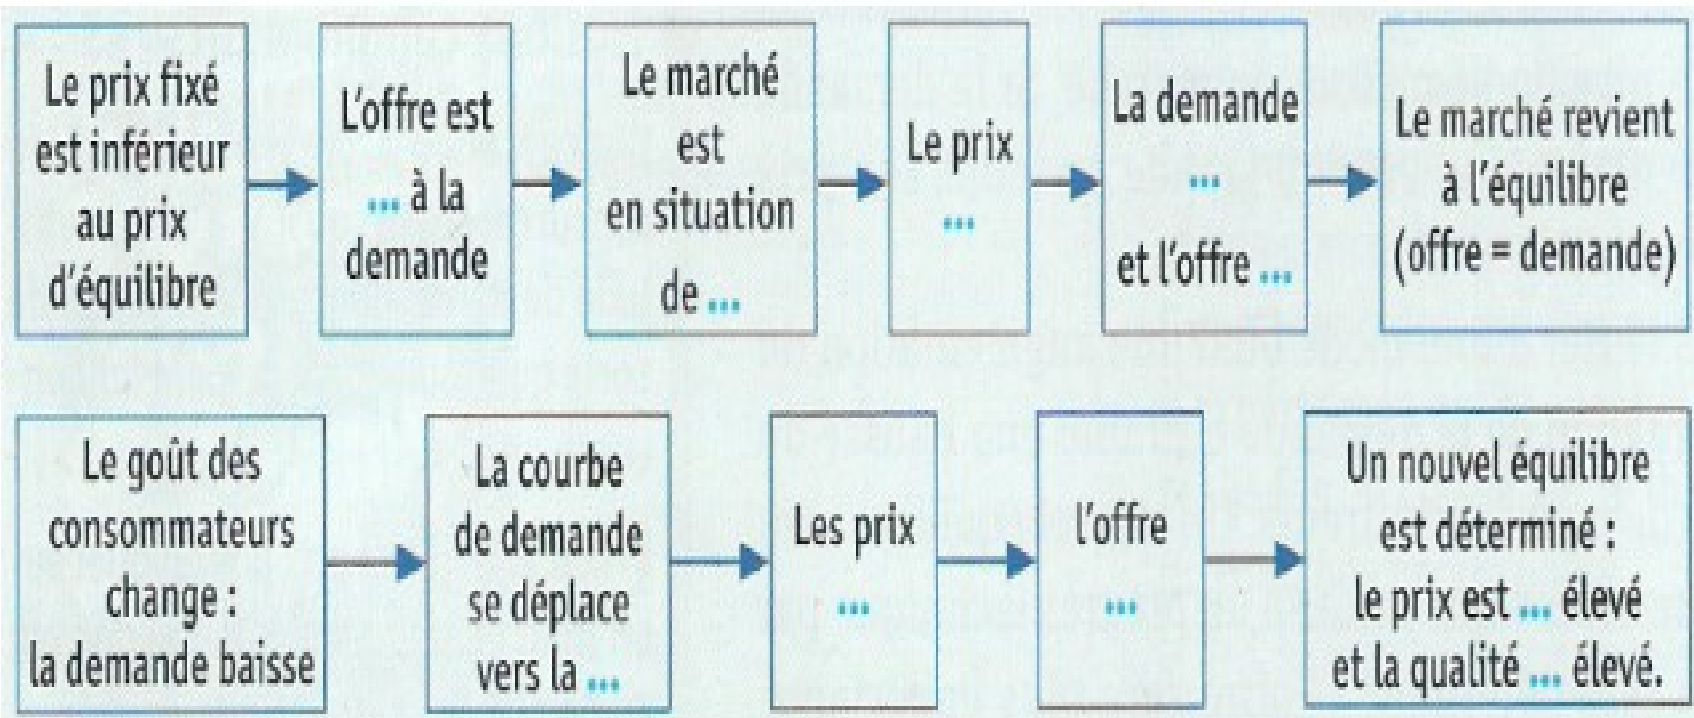 Le prix fixé
est inférieur
au prix
d'équilibre
L'offre est
... à la
demande
Le marché
est
en situation
de ...
Le prix
...
La demande
...
et l'offre ...
Le marché revient
à l'équilibre
(offre = demande)
Le goût des
consommateurs
change :
la demande baisse
La courbe
de demande
se déplace
vers la ...
Les prix
...
l'offre
...
Un nouvel équilibre
est déterminé :
le prix est ... élevé
et la qualité ... élevé.